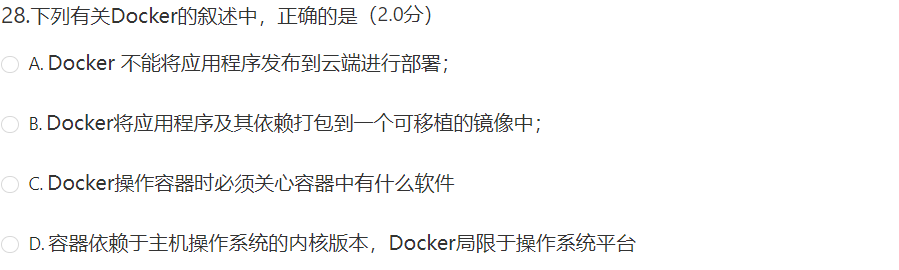 28.下列有关Docker的叙述中，正确的是（2.0分）
A. Docker 不能将应用程序发布到云端进行部署；
B. Docker将应用程序及其依赖打包到一个可移植的镜像中；
C. Docker操作容器时必须关心容器中有什么软件
D. 容器依赖于主机操作系统的内核版本，Docker局限于操作系统平台